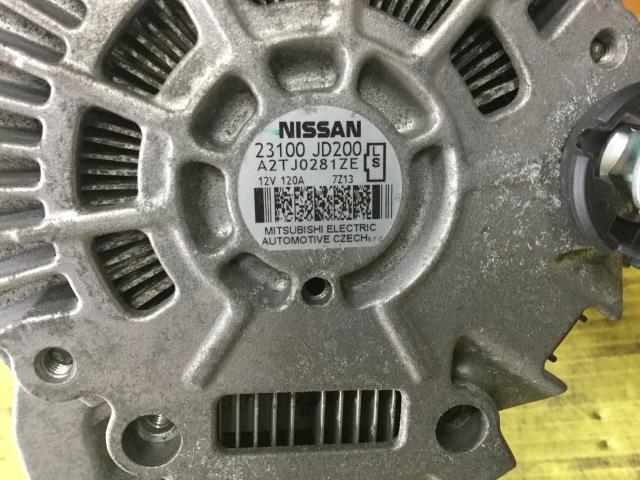 NISSAN
23100 JD200
A2TJ0281ZE
S
12V 120A 7Z13
MITSUBISHI ELECTRIC
AUTOMOTIVE CZECH s.r.o.